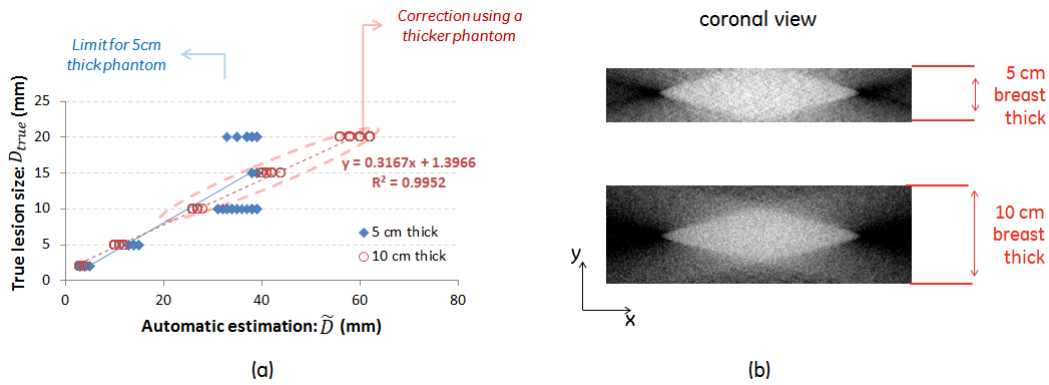 Limit for 5cm
thick phantom
Correction using a
thicker phantom
True lesion size: D_true (mm)
25
20
15
10
5
0
y = 0.3167x + 1.3966
R² = 0.9952
5 cm thick
10 cm thick
0 20 40 60 80
Automatic estimation: D̃ (mm)
(a)
coronal view
5 cm
breast
thick
10 cm
breast
thick
y
x
(b)